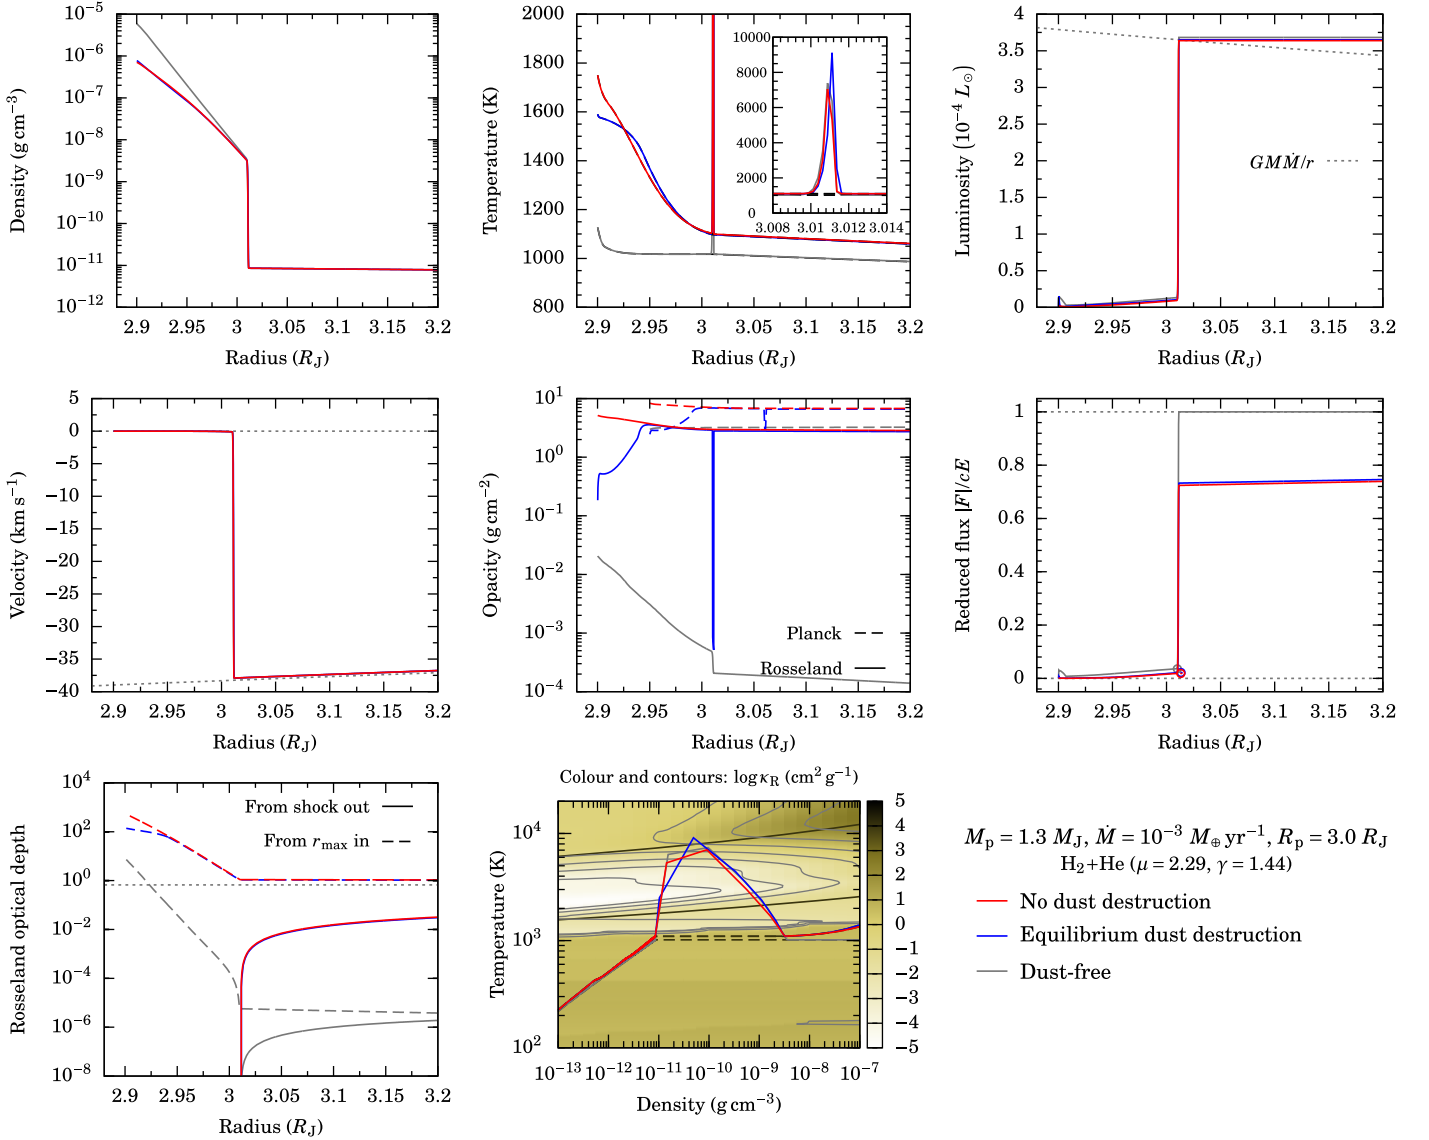 10⁻⁵
10⁻⁶
10⁻⁷
10⁻⁸
10⁻⁹
10⁻¹⁰
10⁻¹¹
10⁻¹²
Density (g cm⁻³)
2.9 2.95 3 3.05 3.1 3.15 3.2
Radius (R_J)
2000
1800
1600
1400
1200
1000
800
Temperature (K)
10000
8000
6000
4000
2000
0
3.008 3.01 3.012 3.014
2.9 2.95 3 3.05 3.1 3.15 3.2
Radius (R_J)
4
3.5
3
2.5
2
1.5
1
0.5
0
Luminosity (10⁻⁴ L_⊙)
GMṀ/r
2.9 2.95 3 3.05 3.1 3.15 3.2
Radius (R_J)
5
0
−5
−10
−15
−20
−25
−30
−35
−40
Velocity (km s⁻¹)
2.9 2.95 3 3.05 3.1 3.15 3.2
Radius (R_J)
10¹
10⁰
10⁻¹
10⁻²
10⁻³
10⁻⁴
Opacity (g cm⁻²)
Planck
Rosseland
2.9 2.95 3 3.05 3.1 3.15 3.2
Radius (R_J)
1
0.8
0.6
0.4
0.2
0
Reduced flux |F|/cE
2.9 2.95 3 3.05 3.1 3.15 3.2
Radius (R_J)
10⁴
10²
10⁰
10⁻²
10⁻⁴
10⁻⁶
10⁻⁸
Rosseland optical depth
From shock out
From r_max in
2.9 2.95 3 3.05 3.1 3.15 3.2
Radius (R_J)
Colour and contours: log κ_R (cm² g⁻¹)
10⁴
10³
10²
Temperature (K)
10⁻¹³ 10⁻¹² 10⁻¹¹ 10⁻¹⁰ 10⁻⁹ 10⁻⁸ 10⁻⁷
Density (g cm⁻³)
5
4
3
2
1
0
−1
−2
−3
−4
−5
M_p = 1.3 M_J, Ṁ = 10⁻³ M_⊕ yr⁻¹, R_p = 3.0 R_J
H₂+He (μ = 2.29, γ = 1.44)
No dust destruction
Equilibrium dust destruction
Dust-free